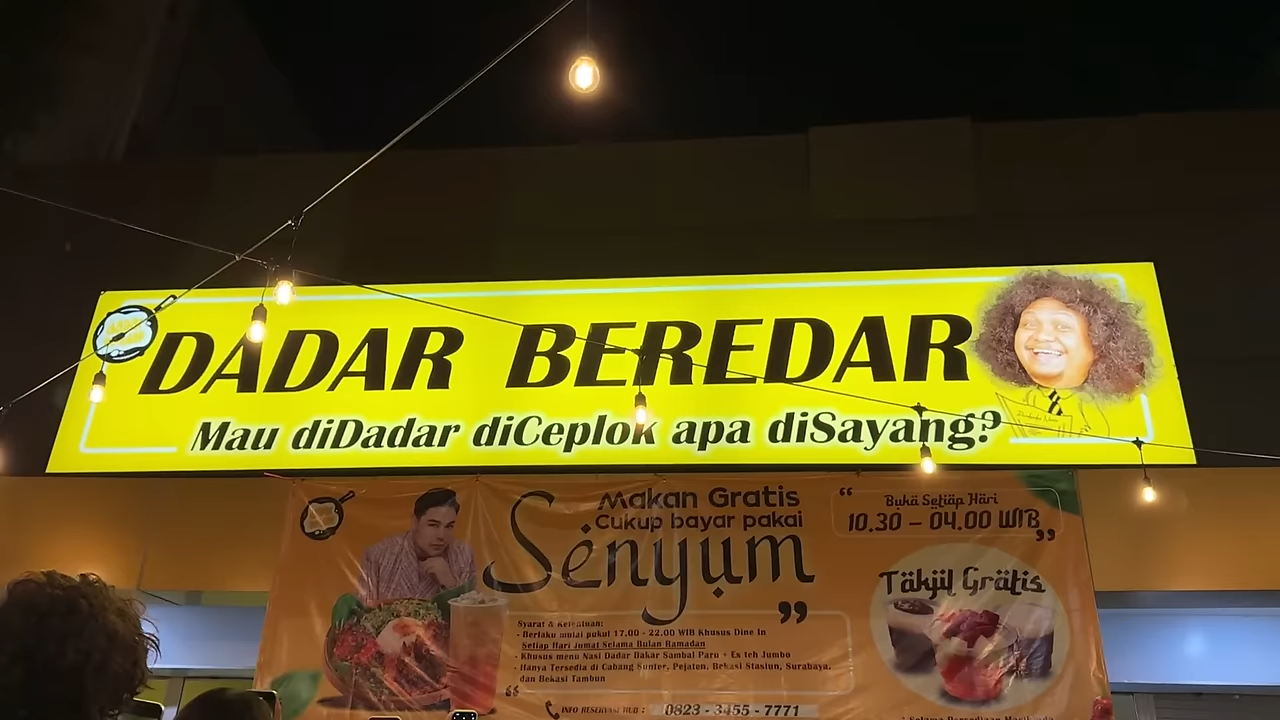 DADAR BEREDAR
Mau diDadar diCeplok apa diSayang?
Makan Gratis
Cukup bayar pakai
Senyum
”
“
Buka Setiap Hari
10.30 – 04.00 WIB
”
Takjil Gratis
Syarat & Ketentuan:
- Berlaku mulai pukul 17.00 - 22.00 WIB Khusus Dine In
Setiap Hari Jumat Selama Bulan Ramadan
- Khusus menu Nasi Dadar Dakar Sambal Paru + Es teh Jumbo
- Hanya Tersedia di Cabang Sunter, Pejaten, Bekasi Stasiun, Surabaya,
dan Bekasi Tambun
“
INFO RESERVASI HUB : 0823 - 3455 - 7771